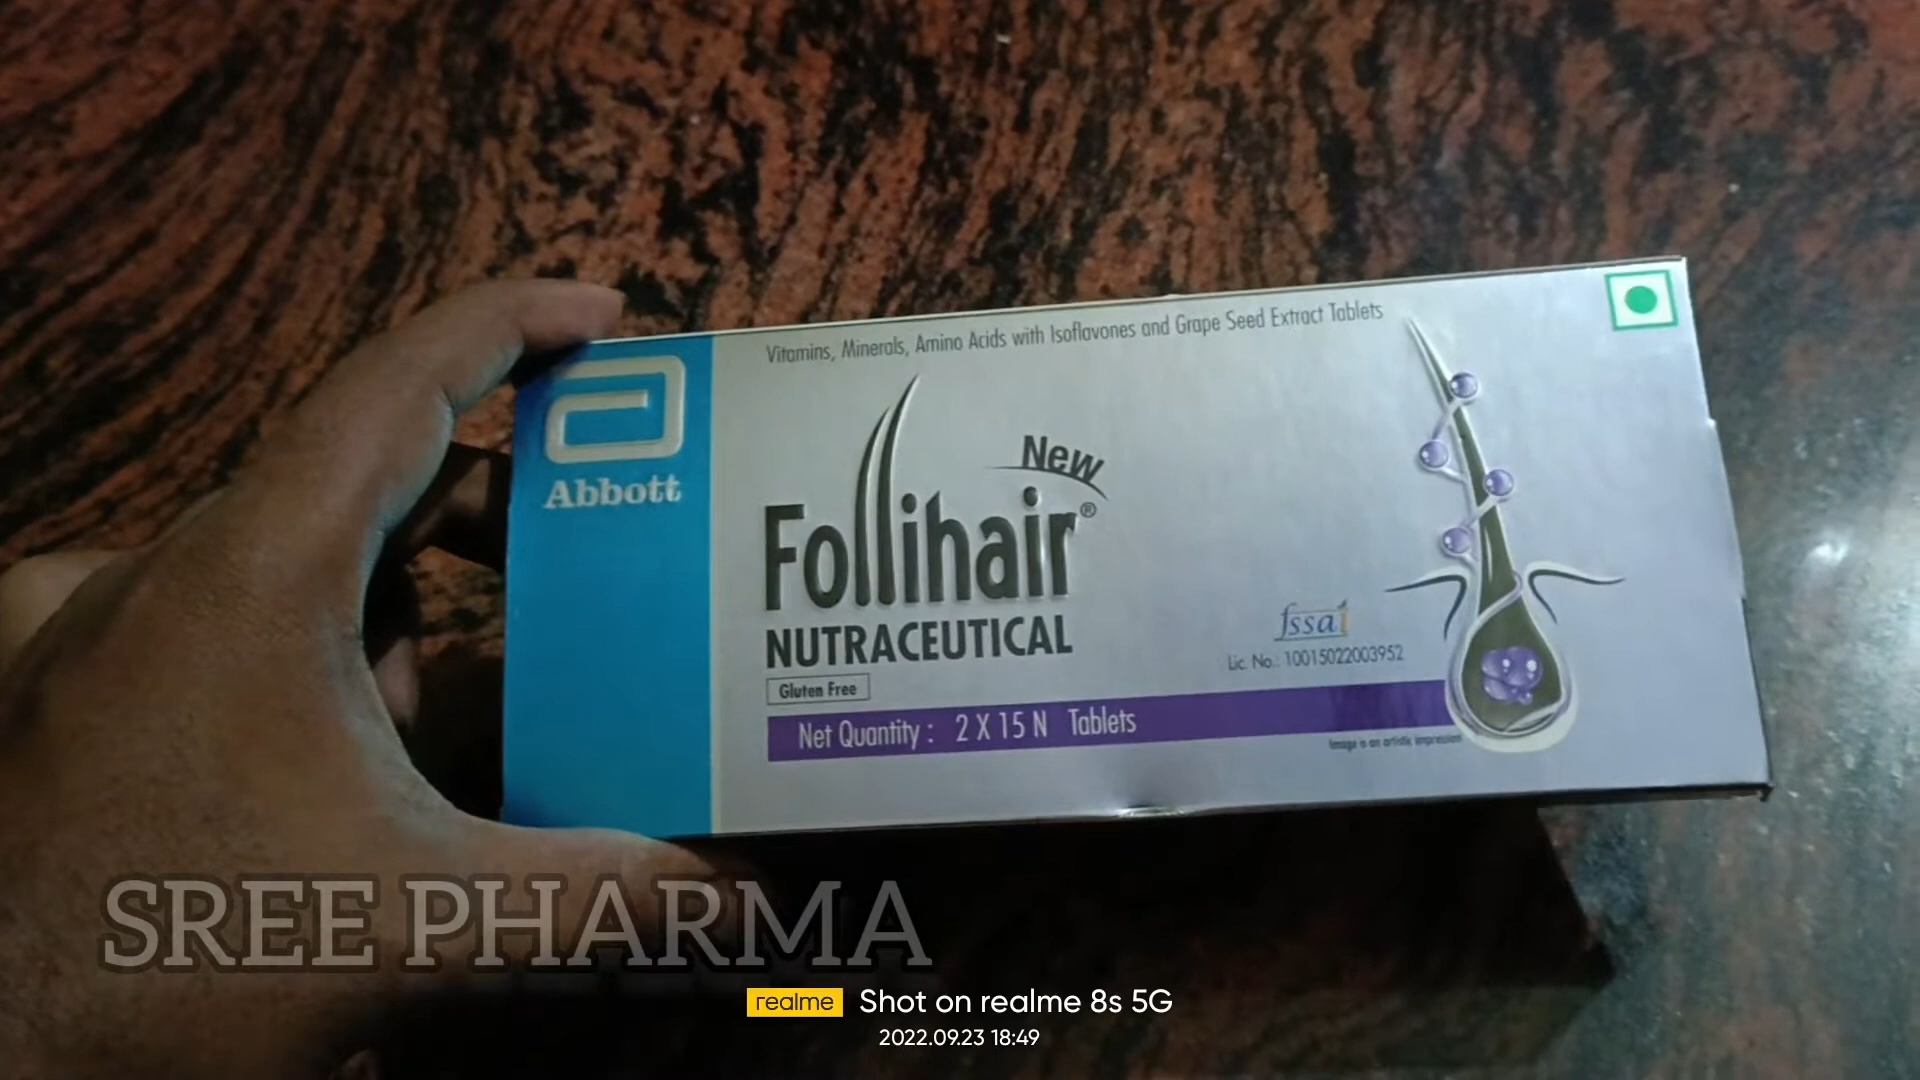 Vitamins, Minerals, Amino Acids with Isoflavones and Grape Seed Extract Tablets
Abbott
New
Follihair®
NUTRACEUTICAL
Gluten Free
fssai
Lic. No.: 10015022003952
Net Quantity : 2 X 15 N Tablets
Image is an artistic impression
SREE PHARMA
realme Shot on realme 8s 5G
2022.09.23 18:49